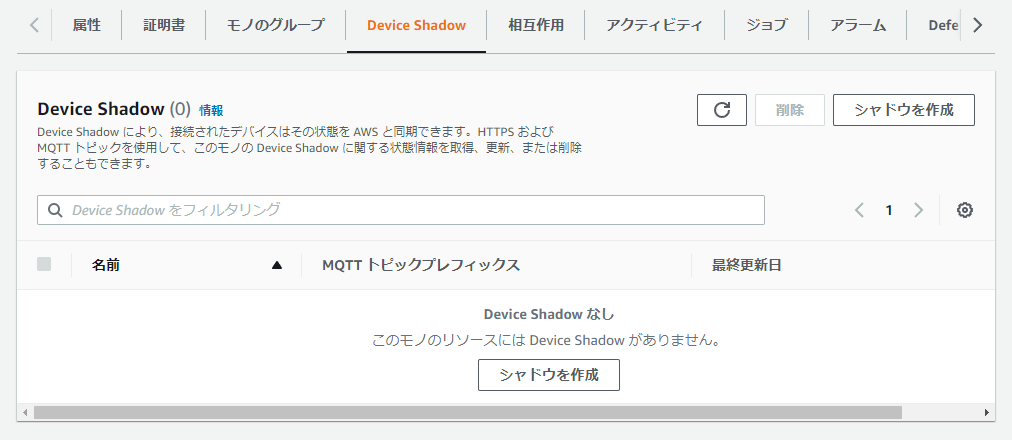 属性 証明書 モノのグループ Device Shadow 相互作用 アクティビティ ジョブ アラーム Defe
Device Shadow (0) 情報
削除 シャドウを作成
Device Shadow により、接続されたデバイスはその状態を AWS と同期できます。HTTPS および
MQTT トピックを使用して、このモノの Device Shadow に関する状態情報を取得、更新、または削除
することもできます。
Device Shadow をフィルタリング
1
名前 MQTT トピックプレフィックス 最終更新日
Device Shadow なし
このモノのリソースには Device Shadow がありません。
シャドウを作成